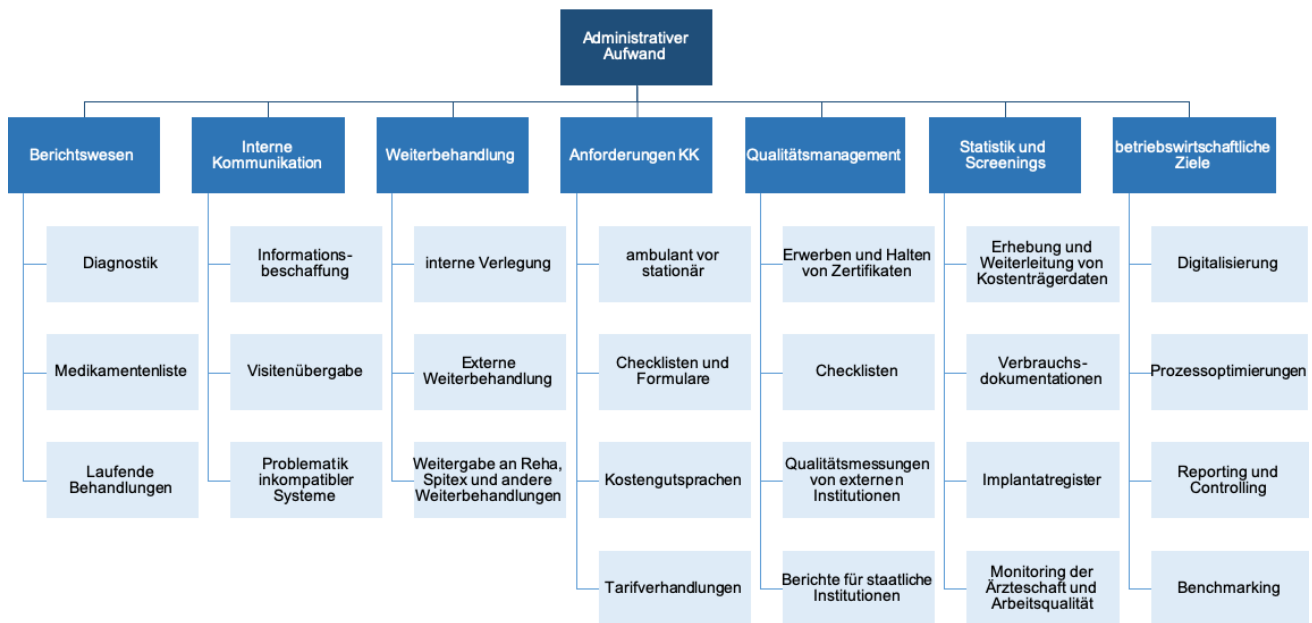 Administrativer
Aufwand
Berichtswesen
Interne
Kommunikation
Weiterbehandlung
Anforderungen KK
Qualitätsmanagement
Statistik und
Screenings
betriebswirtschaftliche
Ziele
Diagnostik
Medikamentenliste
Laufende
Behandlungen
Informations-
beschaffung
Visitenübergabe
Problematik
inkompatibler
Systeme
interne Verlegung
Externe
Weiterbehandlung
Weitergabe an Reha,
Spitex und andere
Weiterbehandlungen
ambulant vor
stationär
Checklisten und
Formulare
Kostengutsprachen
Tarifverhandlungen
Erwerben und Halten
von Zertifikaten
Checklisten
Qualitätsmessungen
von externen
Institutionen
Berichte für staatliche
Institutionen
Erhebung und
Weiterleitung von
Kostenträgerdaten
Verbrauchs-
dokumentationen
Implantatregister
Monitoring der
Ärzteschaft und
Arbeitsqualität
Digitalisierung
Prozessoptimierungen
Reporting und
Controlling
Benchmarking